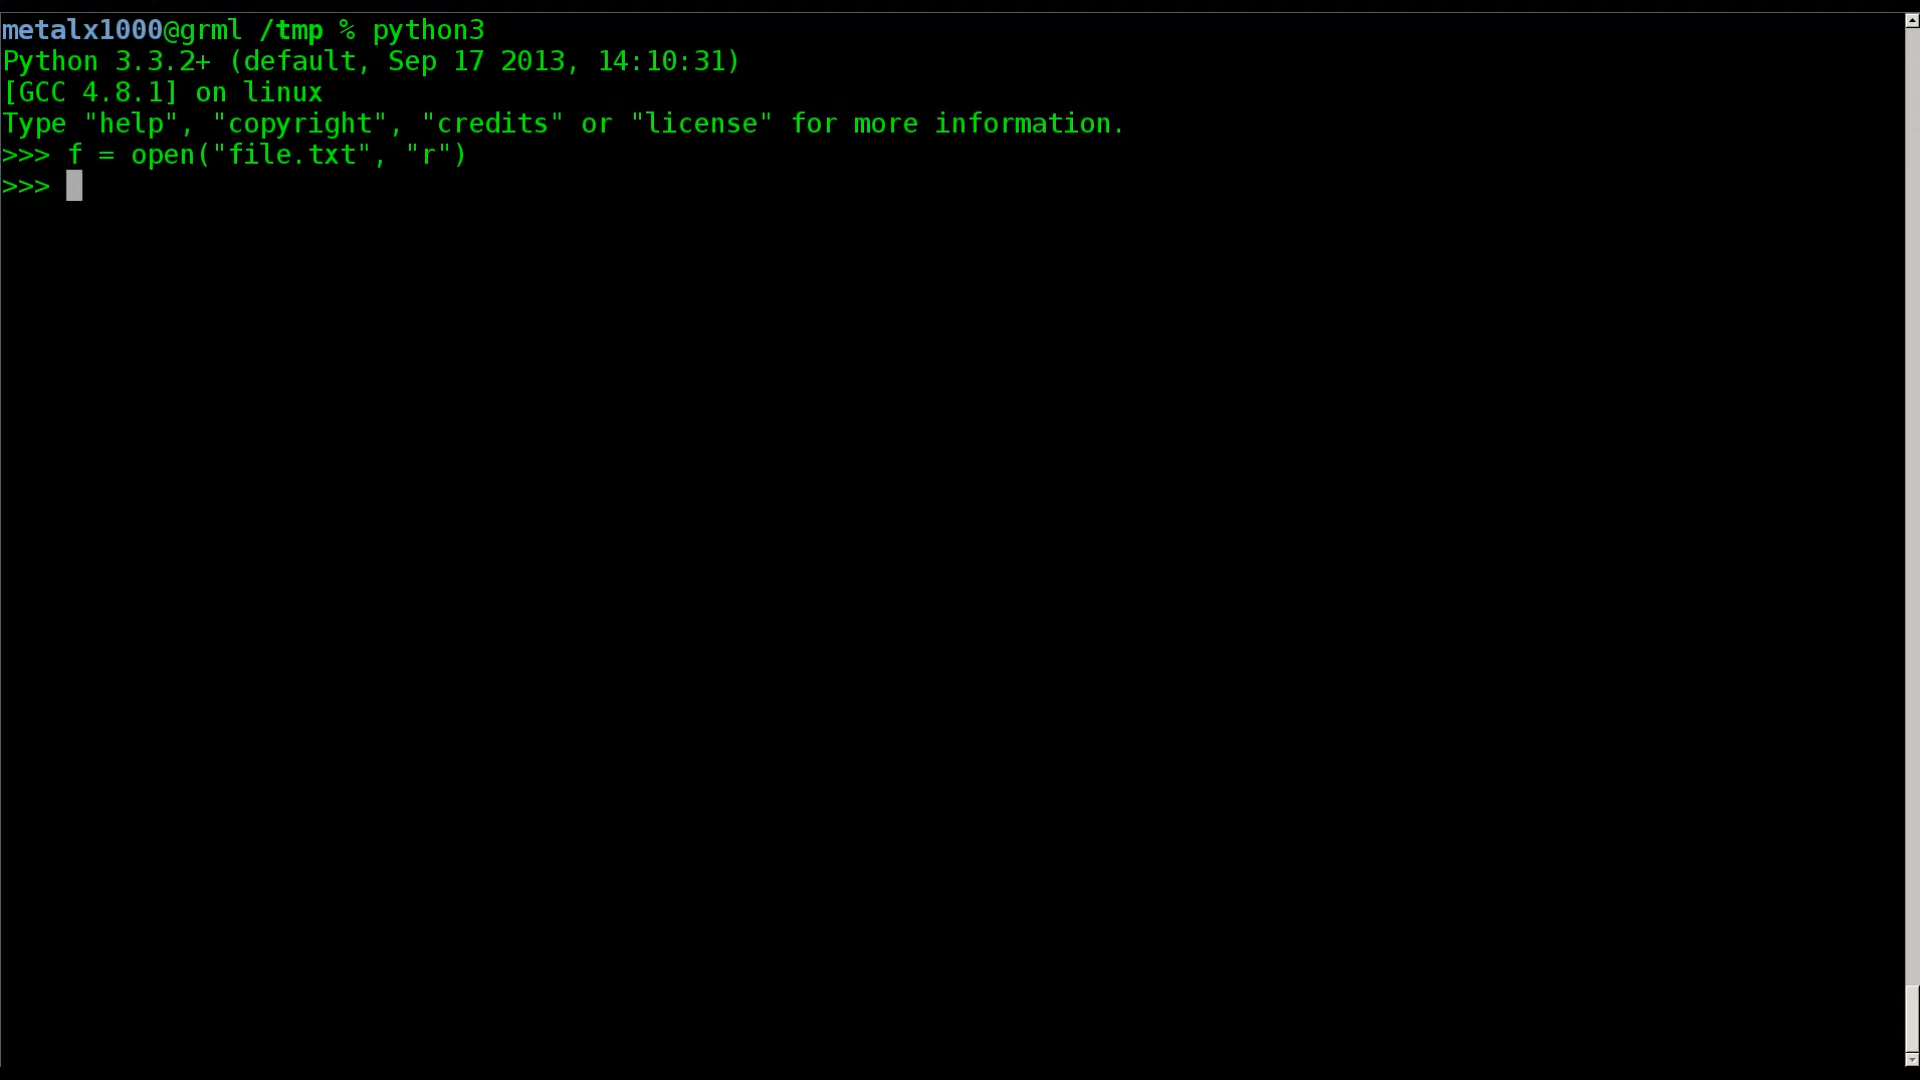 metalx1000@grml /tmp % python3
Python 3.3.2+ (default, Sep 17 2013, 14:10:31)
[GCC 4.8.1] on linux
Type "help", "copyright", "credits" or "license" for more information.
>>> f = open("file.txt", "r")
>>>